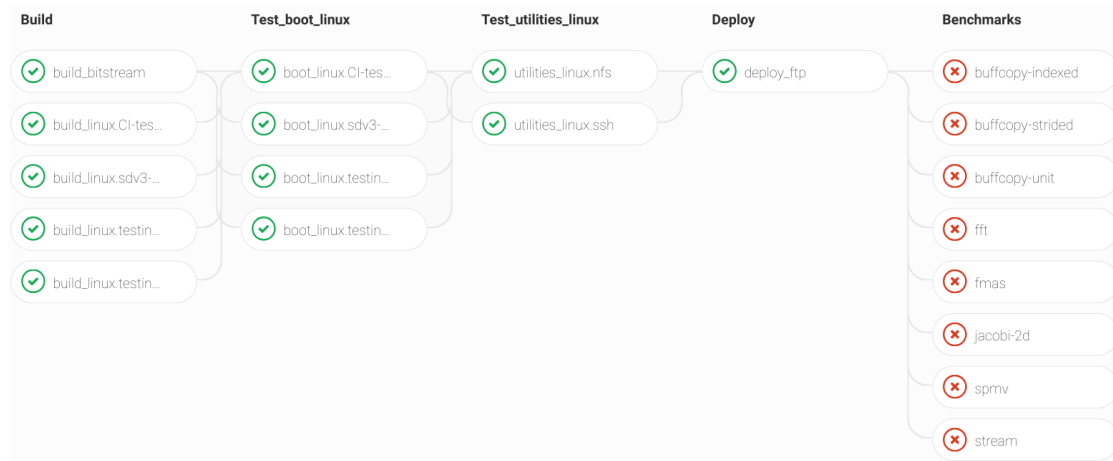 Build
build_bitstream
build_linux.CI-tes...
build_linux.sdv3-...
build_linux.testin...
build_linux.testin...
Test_boot_linux
boot_linux.CI-tes...
boot_linux.sdv3-...
boot_linux.testin...
boot_linux.testin...
Test_utilities_linux
utilities_linux.nfs
utilities_linux.ssh
Deploy
deploy_ftp
Benchmarks
buffcopy-indexed
buffcopy-strided
buffcopy-unit
fft
fmas
jacobi-2d
spmv
stream